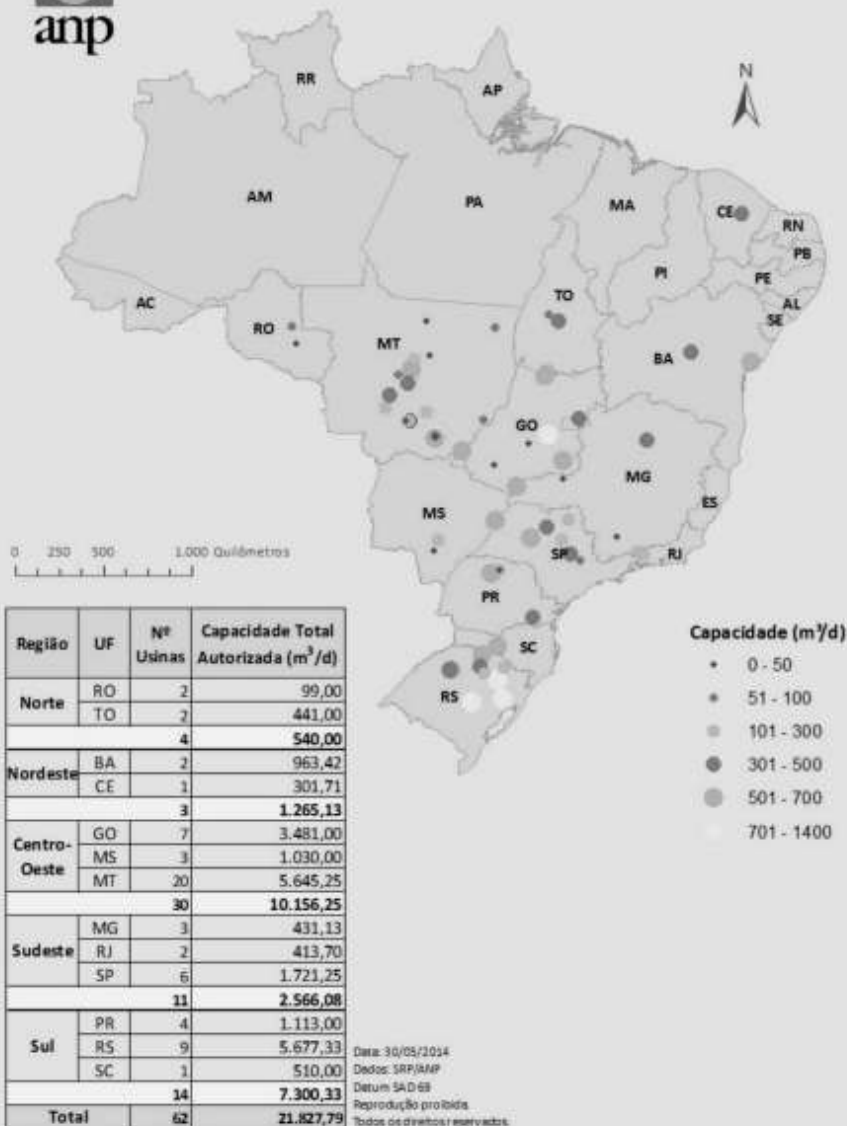 anp
RR
AP
N
AM
PA
MA
CE
RN
PB
PE
PI
AL
SE
TO
AC
RO
MT
BA
GO
MG
ES
MS
SP
RJ
PR
SC
RS
0 250 500 1.000 Quilômetros
Região UF Nº Usinas Capacidade Total Autorizada (m³/d)
Norte RO 2 99,00
TO 2 441,00
4 540,00
Nordeste BA 2 963,42
CE 1 301,71
3 1.265,13
Centro-Oeste GO 7 3.481,00
MS 3 1.030,00
MT 20 5.645,25
30 10.156,25
Sudeste MG 3 431,13
RJ 2 413,70
SP 6 1.721,25
11 2.566,08
Sul PR 4 1.113,00
RS 9 5.677,33
SC 1 510,00
14 7.300,33
Total 62 21.827,79
Data: 30/05/2014
Dados: SRP/ANP
Datum SAD 69
Reprodução proibida
Todos os direitos reservados.
Capacidade (m³/d)
0 - 50
51 - 100
101 - 300
301 - 500
501 - 700
701 - 1400